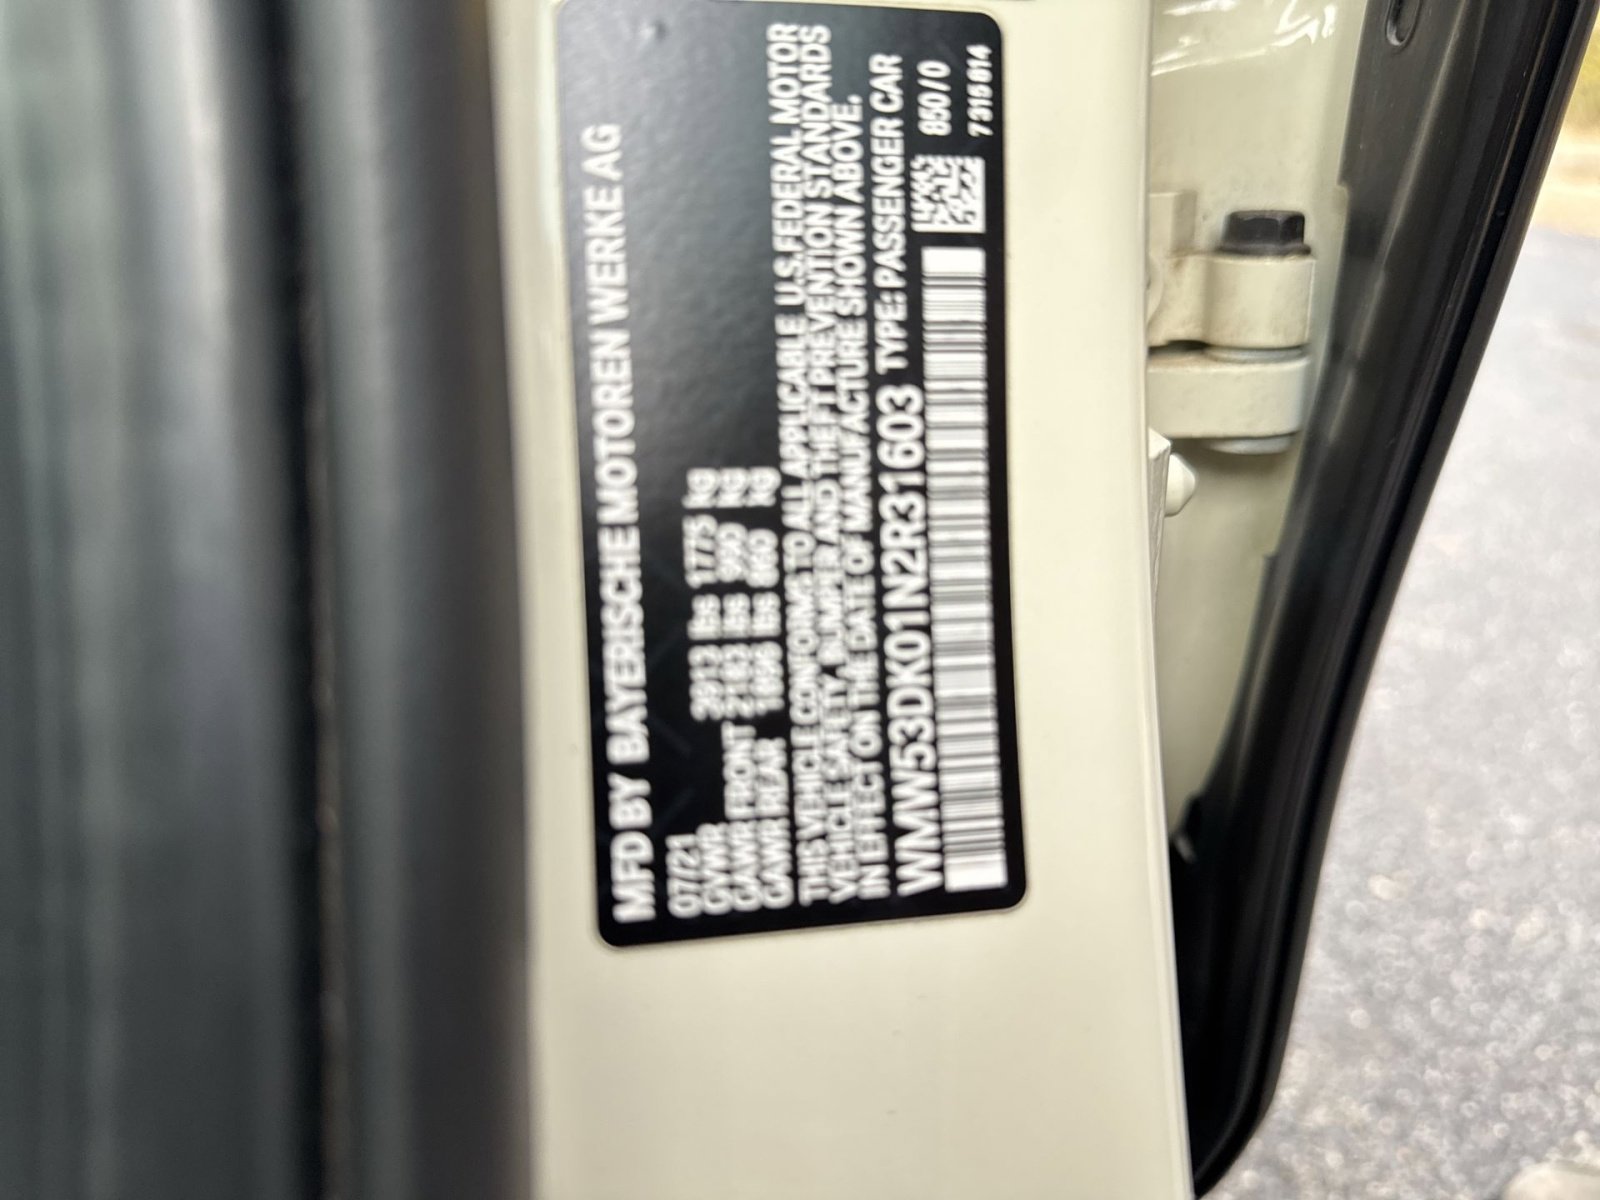 MFD BY BAYERISCHE MOTOREN WERKE AG
07/21
GVWR 3913 lbs 1775 kg
GAWR FRONT 2183 lbs 990 kg
GAWR REAR 1896 lbs 860 kg
THIS VEHICLE CONFORMS TO ALL APPLICABLE U.S.FEDERAL MOTOR
VEHICLE SAFETY, BUMPER AND THEFT PREVENTION STANDARDS
IN EFFECT ON THE DATE OF MANUFACTURE SHOWN ABOVE.
WMW53DK01N2R31603 TYPE: PASSENGER CAR
850 / 0